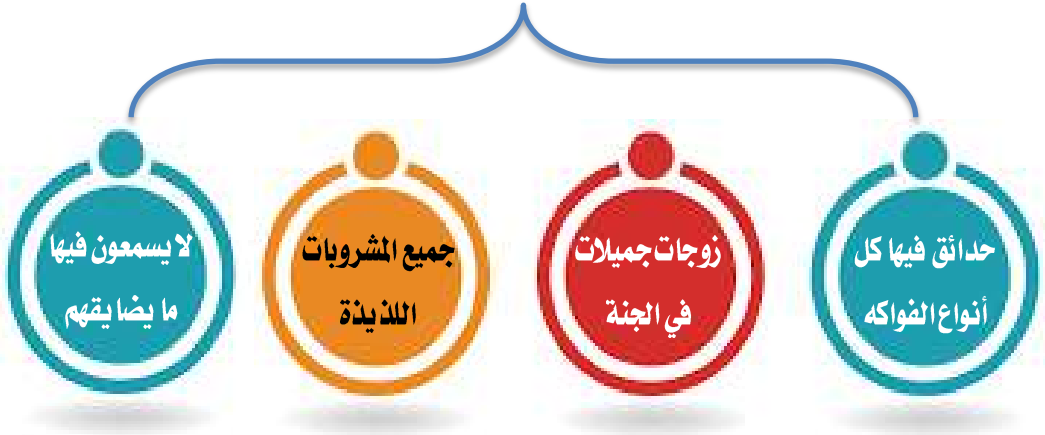 حدائق فيها كل
أنواع الفواكه
زوجات جميلات
في الجنة
جميع المشروبات
اللذيذة
لا يسمعون فيها
ما يضايقهم